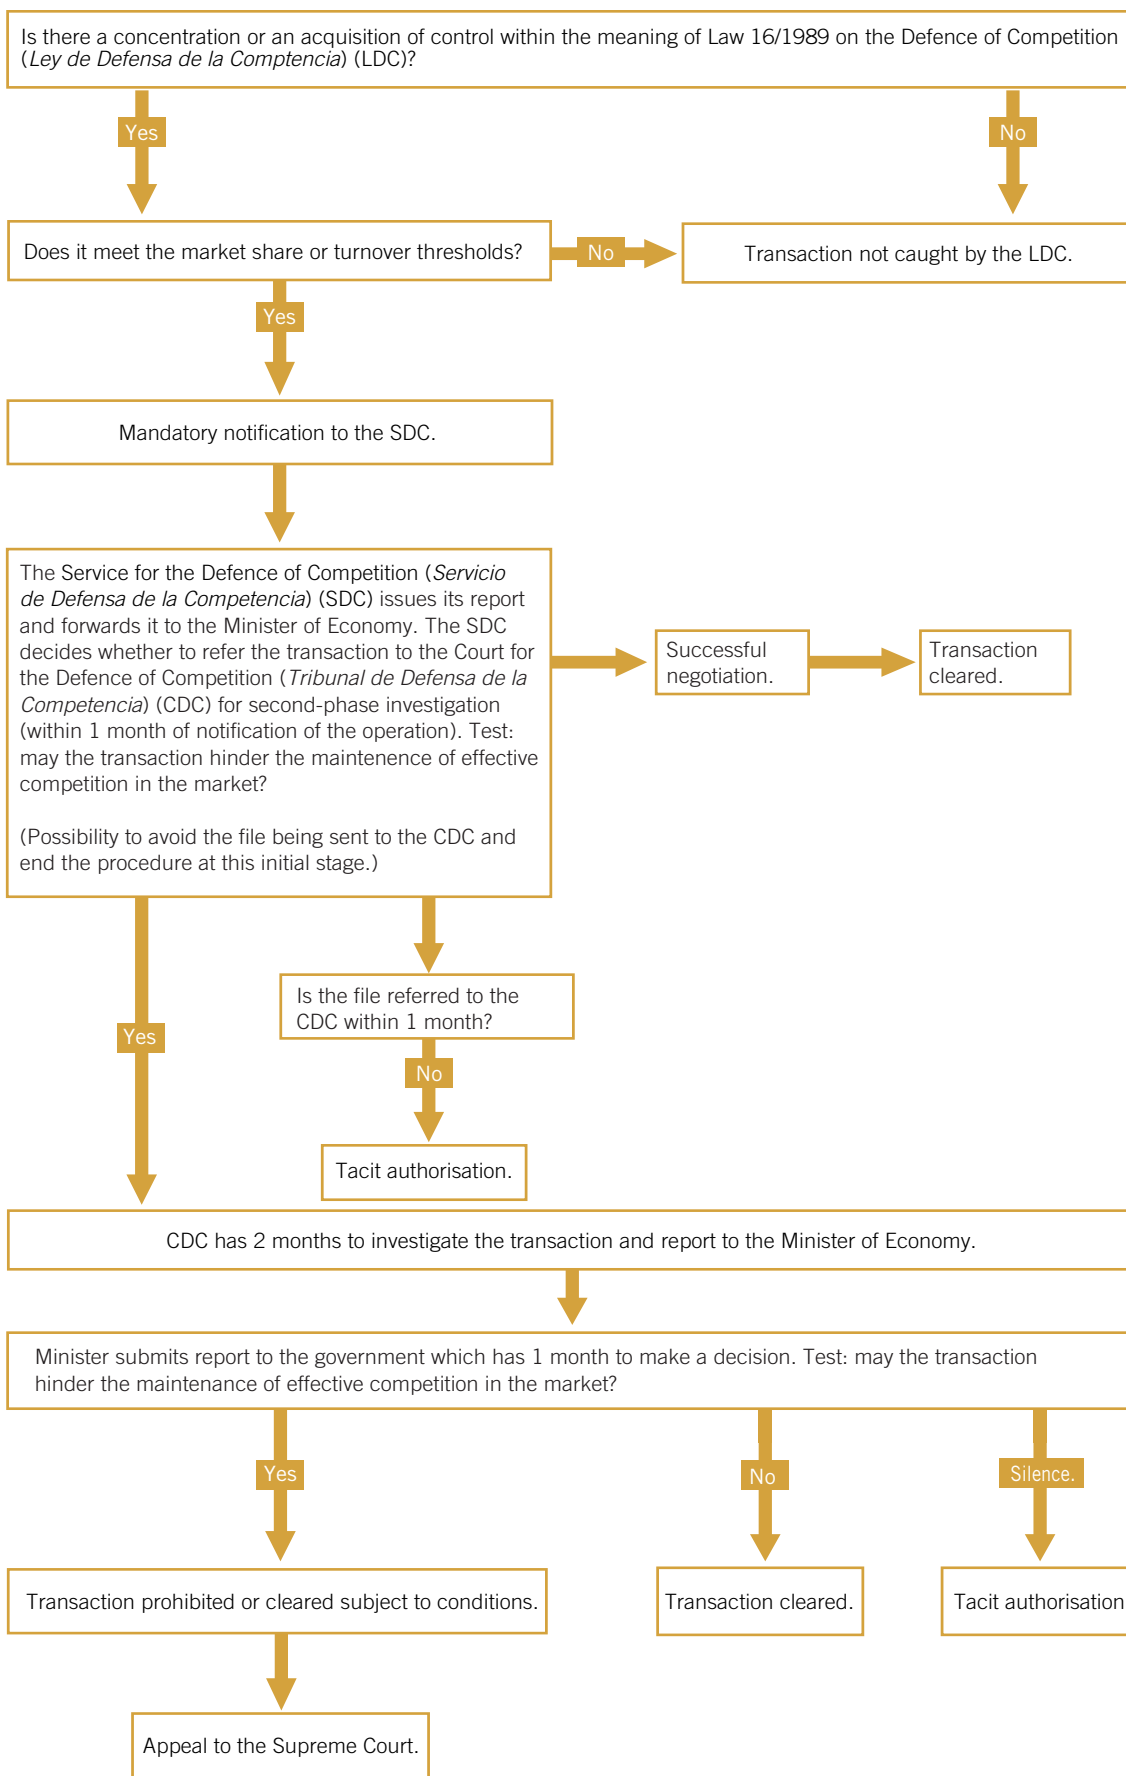 Is there a concentration or an acquisition of control within the meaning of Law 16/1989 on the Defence of Competition
(Ley de Defensa de la Comptencia) (LDC)?
Yes
No
Does it meet the market share or turnover thresholds?
No
Transaction not caught by the LDC.
Yes
Mandatory notification to the SDC.
The Service for the Defence of Competition (Servicio
de Defensa de la Competencia) (SDC) issues its report
and forwards it to the Minister of Economy. The SDC
decides whether to refer the transaction to the Court for
the Defence of Competition (Tribunal de Defensa de la
Competencia) (CDC) for second-phase investigation
(within 1 month of notification of the operation). Test:
may the transaction hinder the maintenence of effective
competition in the market?
(Possibility to avoid the file being sent to the CDC and
end the procedure at this initial stage.)
Successful
negotiation.
Transaction
cleared.
Is the file referred to the
CDC within 1 month?
Yes
No
Tacit authorisation.
CDC has 2 months to investigate the transaction and report to the Minister of Economy.
Minister submits report to the government which has 1 month to make a decision. Test: may the transaction
hinder the maintenance of effective competition in the market?
Yes
No
Silence.
Transaction prohibited or cleared subject to conditions.
Transaction cleared.
Tacit authorisation
Appeal to the Supreme Court.